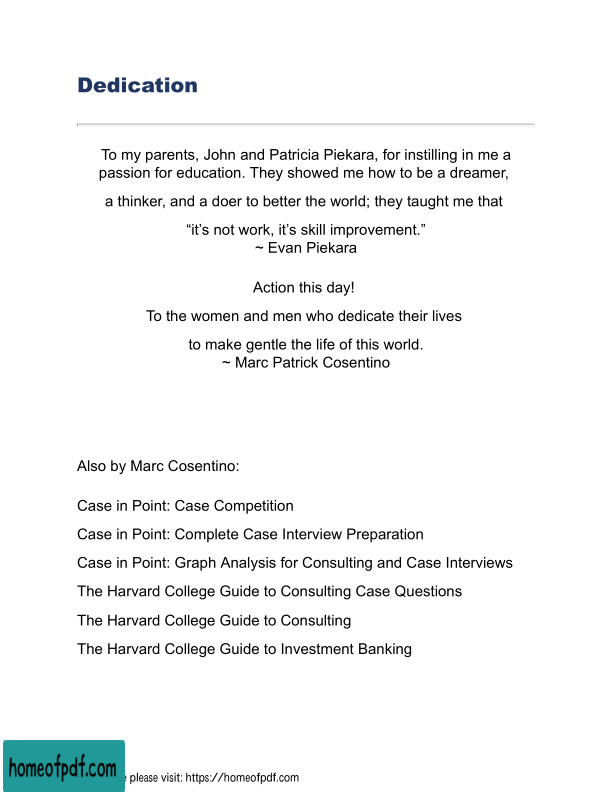 Dedication
To my parents, John and Patricia Piekara, for instilling in me a
passion for education. They showed me how to be a dreamer,
a thinker, and a doer to better the world; they taught me that
“it’s not work, it’s skill improvement.”
~ Evan Piekara
Action this day!
To the women and men who dedicate their lives
to make gentle the life of this world.
~ Marc Patrick Cosentino
Also by Marc Cosentino:
Case in Point: Case Competition
Case in Point: Complete Case Interview Preparation
Case in Point: Graph Analysis for Consulting and Case Interviews
The Harvard College Guide to Consulting Case Questions
The Harvard College Guide to Consulting
The Harvard College Guide to Investment Banking
homeofpdf.com
please visit: https://homeofpdf.com